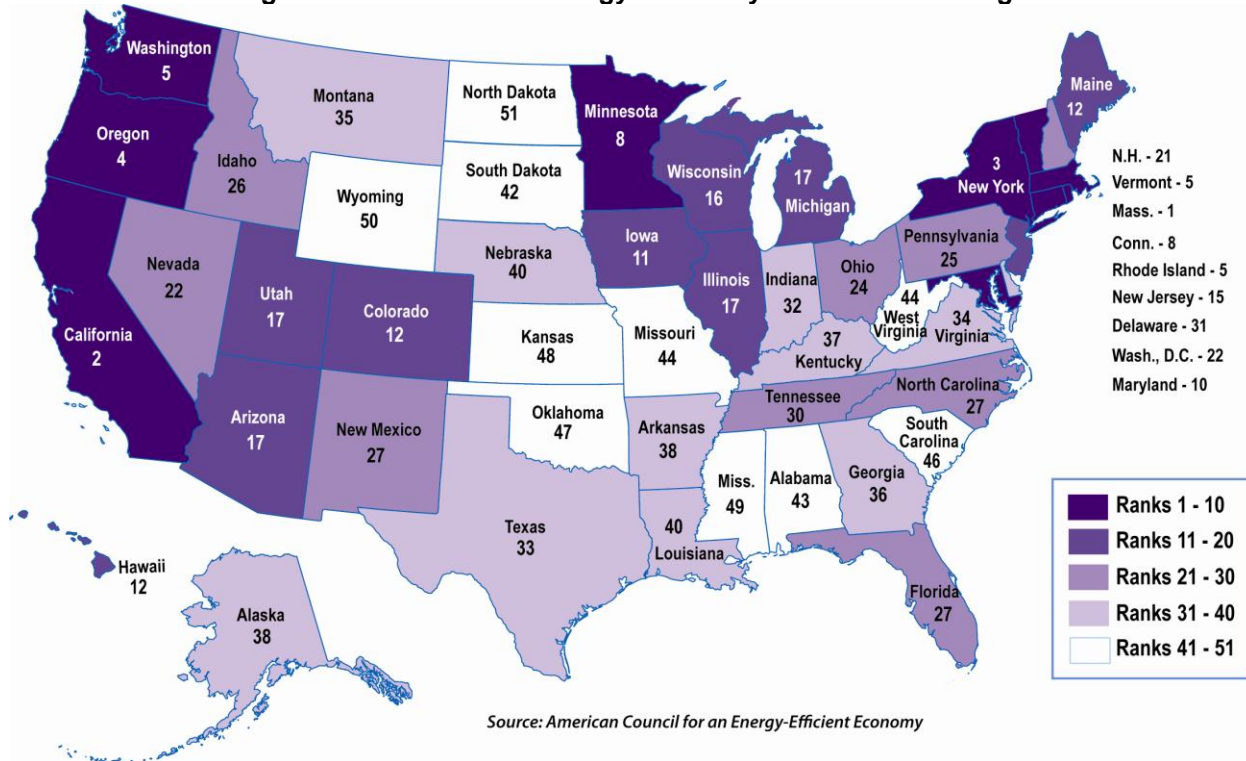 Washington
5
Montana
35
North Dakota
51
Minnesota
8
Maine
12
Oregon
4
Idaho
26
Wyoming
50
South Dakota
42
Wisconsin
16
17
Michigan
3
New York
N.H. - 21
Vermont - 5
Mass. - 1
Conn. - 8
Rhode Island - 5
New Jersey - 15
Delaware - 31
Wash., D.C. - 22
Maryland - 10
Nevada
22
Utah
17
Colorado
12
Nebraska
40
Iowa
11
Illinois
17
Indiana
32
Ohio
24
Pennsylvania
25
California
2
Kansas
48
Missouri
44
37
Kentucky
44
West
Virginia
34
Virginia
Arizona
17
New Mexico
27
Oklahoma
47
Arkansas
38
Tennessee
30
North Carolina
27
South
Carolina
46
Texas
33
40
Louisiana
Miss.
49
Alabama
43
Georgia
36
Florida
27
Hawaii
12
Alaska
38
Ranks 1 - 10
Ranks 11 - 20
Ranks 21 - 30
Ranks 31 - 40
Ranks 41 - 51
Source: American Council for an Energy-Efficient Economy